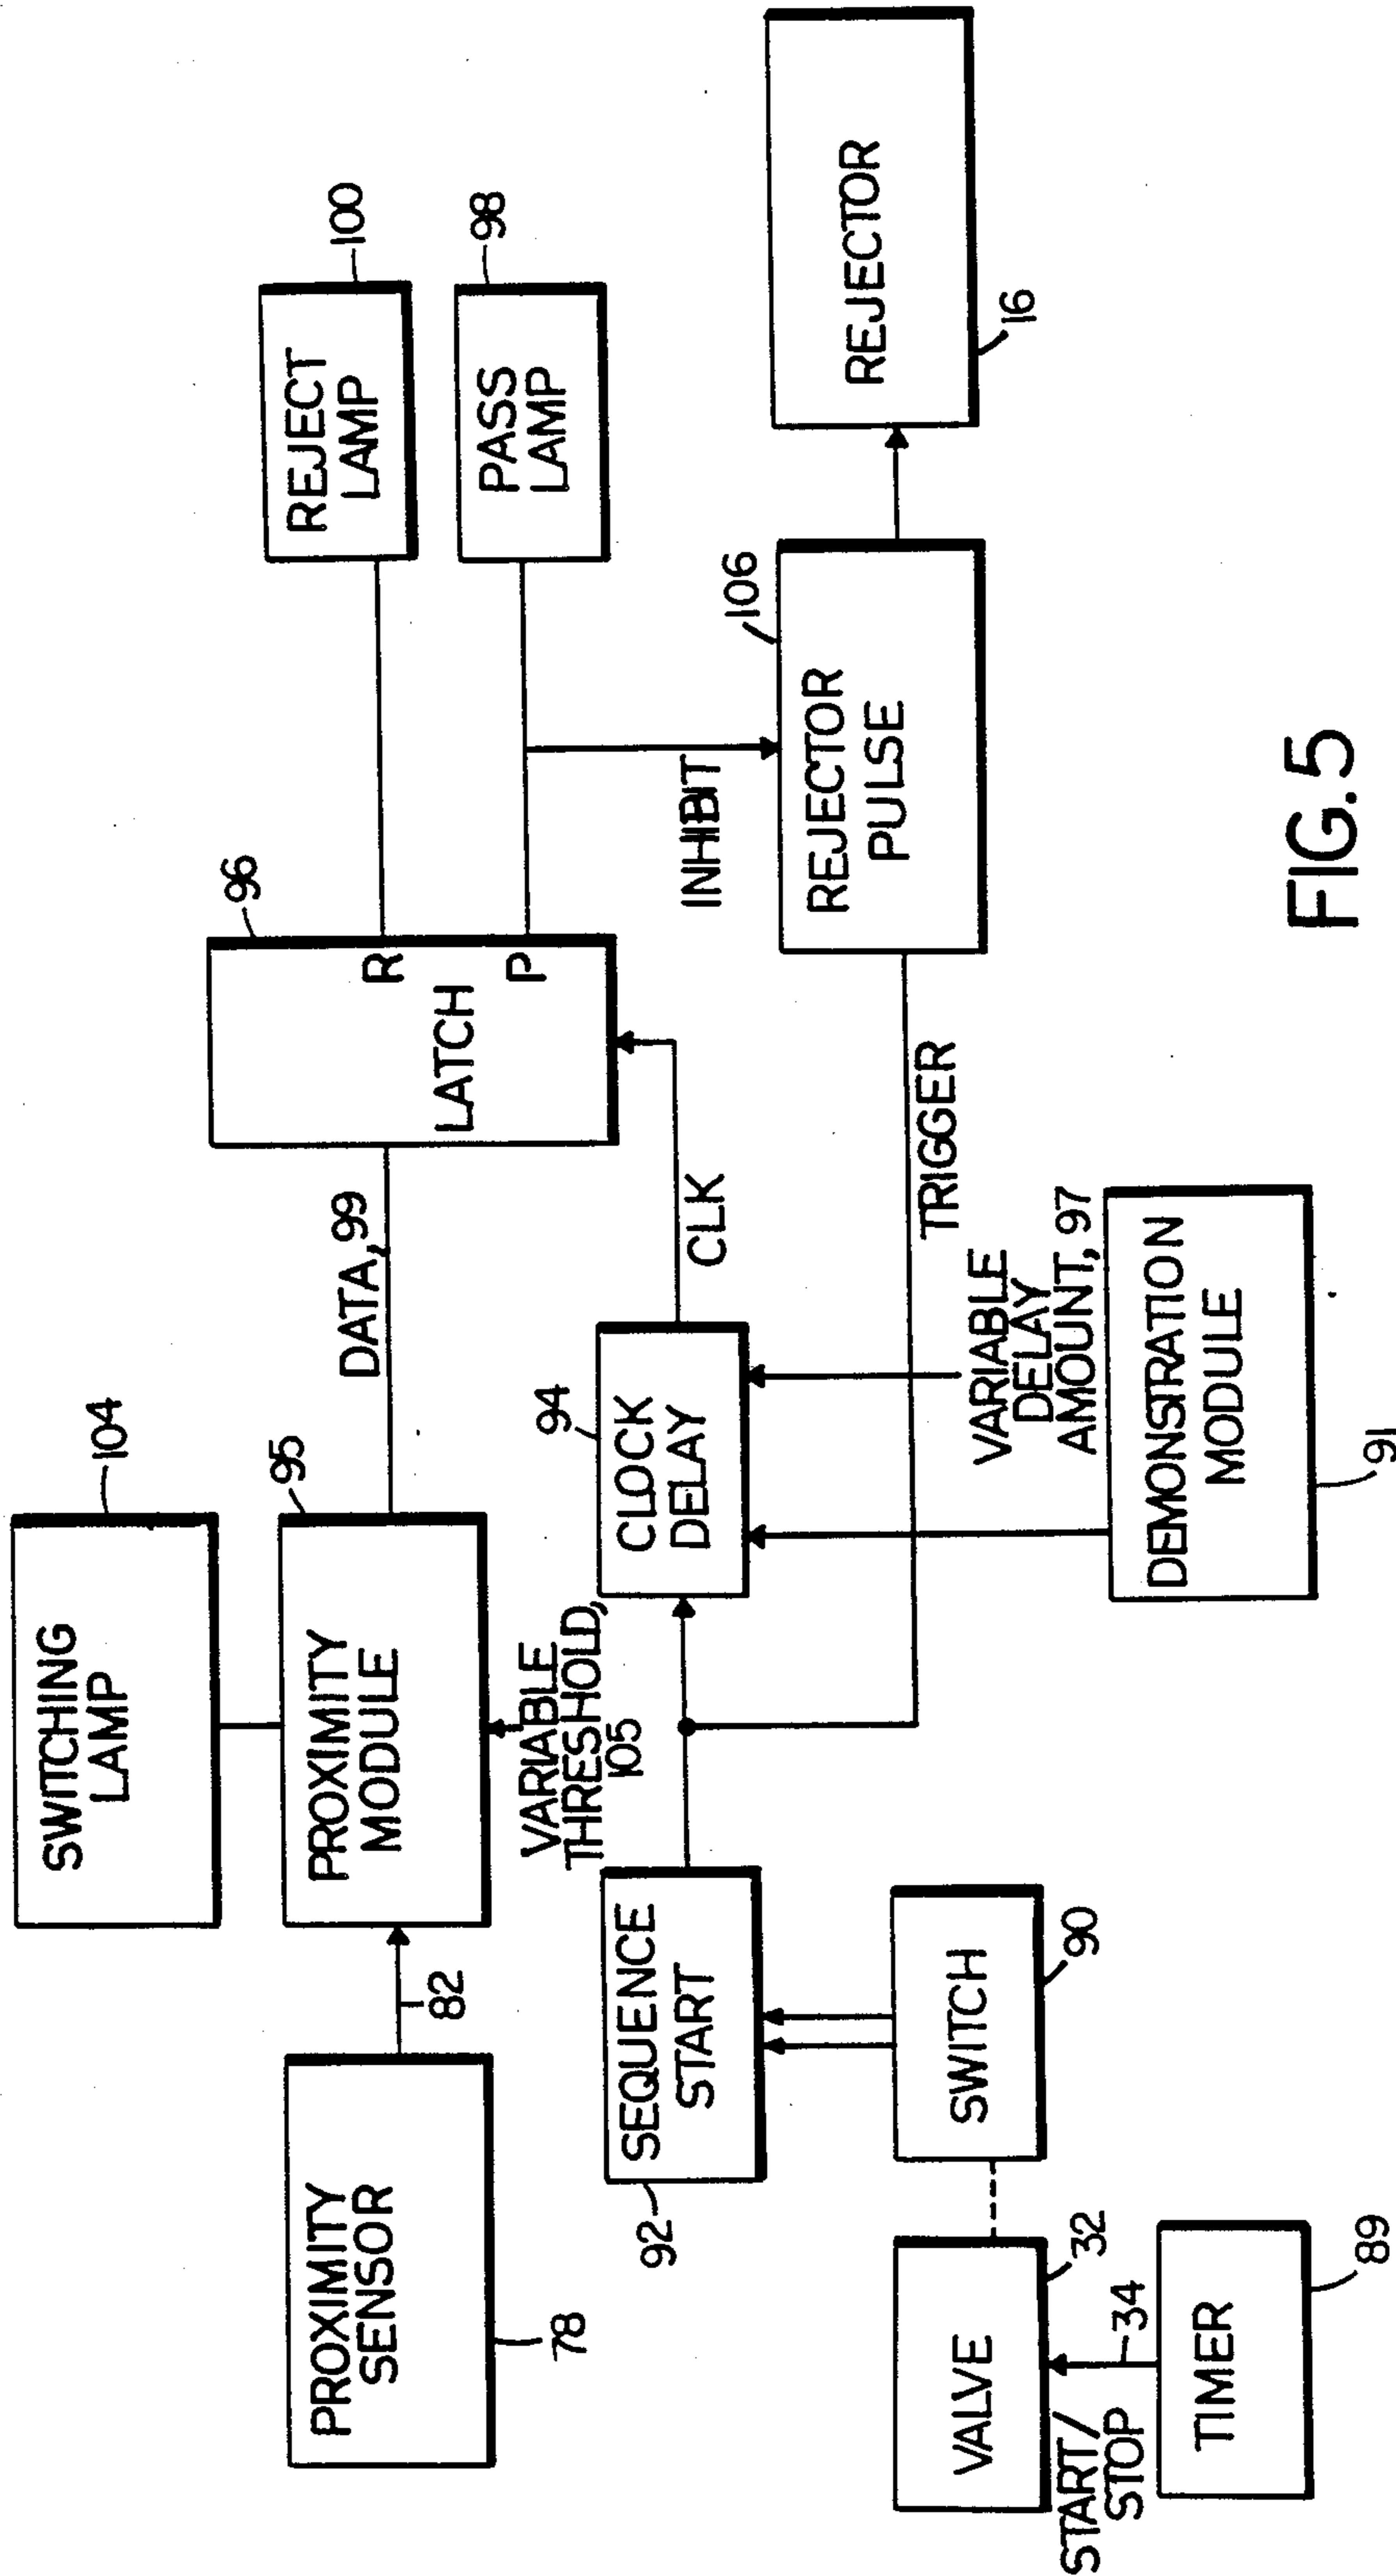 SWITCHING
LAMP
104
PROXIMITY
SENSOR
78
82
PROXIMITY
MODULE
95
VARIABLE
THRESHOLD,
105
DATA, 99
LATCH
R
P
96
REJECT
LAMP
100
PASS
LAMP
98
SEQUENCE
START
92
CLOCK
DELAY
94
CLK
INHIBIT
REJECTOR
PULSE
106
REJECTOR
16
TRIGGER
VALVE
32
SWITCH
90
START/
STOP
34
TIMER
89
VARIABLE
DELAY
AMOUNT, 97
DEMONSTRATION
MODULE
91
FIG. 5